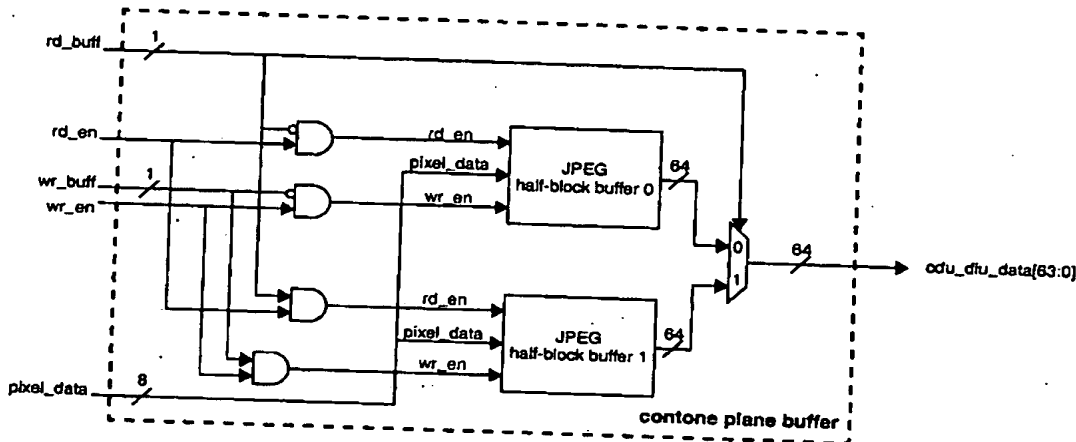 rd_buff
1
rd_en
rd_en
pixel_data
JPEG
half-block buffer 0
64
wr_buff
1
wr_en
wr_en
0
64
cdu_diu_data[63:0]
1
rd_en
pixel_data
JPEG
half-block buffer 1
64
wr_en
pixel_data
8
contone plane buffer